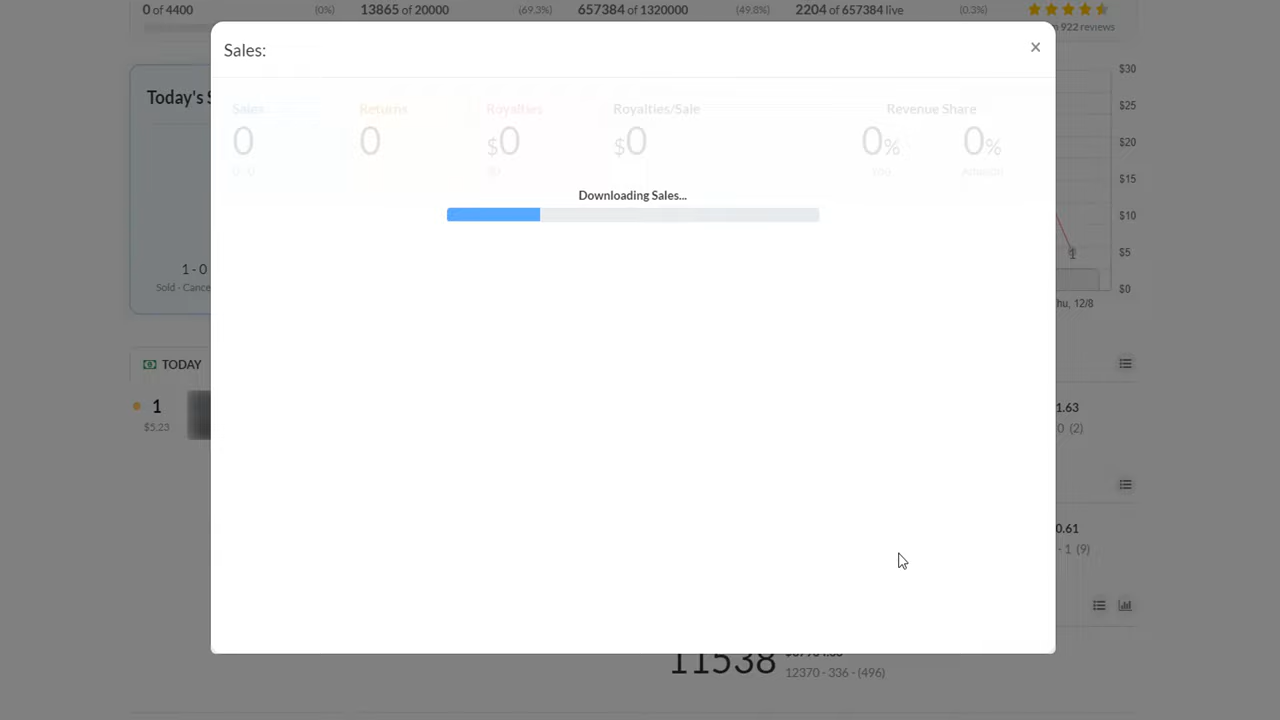 0 of 4400 (0%) 13865 of 20000 (69.3%) 657384 of 1320000 (49.8%) 2204 of 657384 live (0.3%)
922 reviews
Sales:
×
Today's S
Sales Returns Royalties Royalties/Sale Revenue Share
0 0 $0 $0 0% 0%
You Amazon
Downloading Sales...
1 - 0
Sold - Cance
$30
$25
$20
$15
$10
$5
$0
1
hu, 12/8
TODAY
1
$5.23
1.63
0 (2)
0.61
- 1 (9)
11538
12370 - 336 - (496)